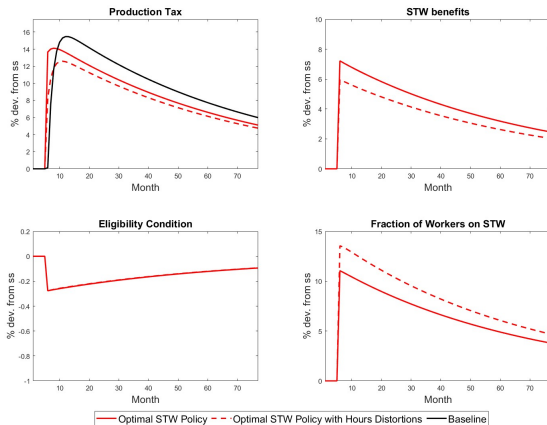 Production Tax
STW benefits
% dev. from ss
16
14
12
10
8
6
4
2
0
10 20 30 40 50 60 70
Month
% dev. from ss
10
8
6
4
2
0
10 20 30 40 50 60 70
Month
Eligibility Condition
Fraction of Workers on STW
% dev. from ss
0.2
0
-0.2
-0.4
-0.6
-0.8
-1
10 20 30 40 50 60 70
Month
% dev. from ss
15
10
5
0
10 20 30 40 50 60 70
Month
Optimal STW Policy Optimal STW Policy with Hours Distortions Baseline